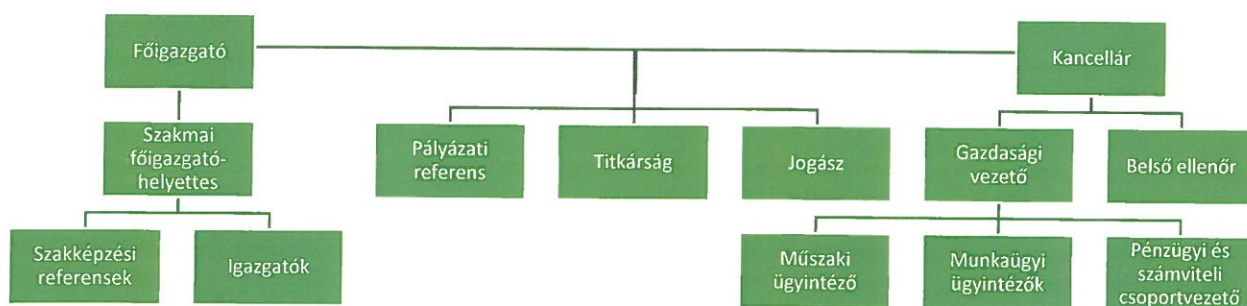 Főigazgató
Kancellár
Szakmai
főigazgató-
helyettes
Pályázati
referens
Titkárság
Jogász
Gazdasági
vezető
Belső ellenőr
Szakképzési
referensek
Igazgatók
Műszaki
ügyintéző
Munkaügyi
ügyintézők
Pénzügyi és
számviteli
csoportvezető